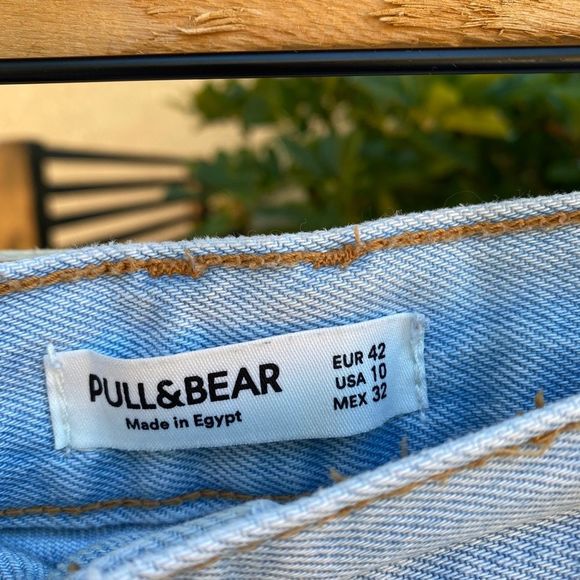 PULL&BEAR
Made in Egypt
EUR 42
USA 10
MEX 32